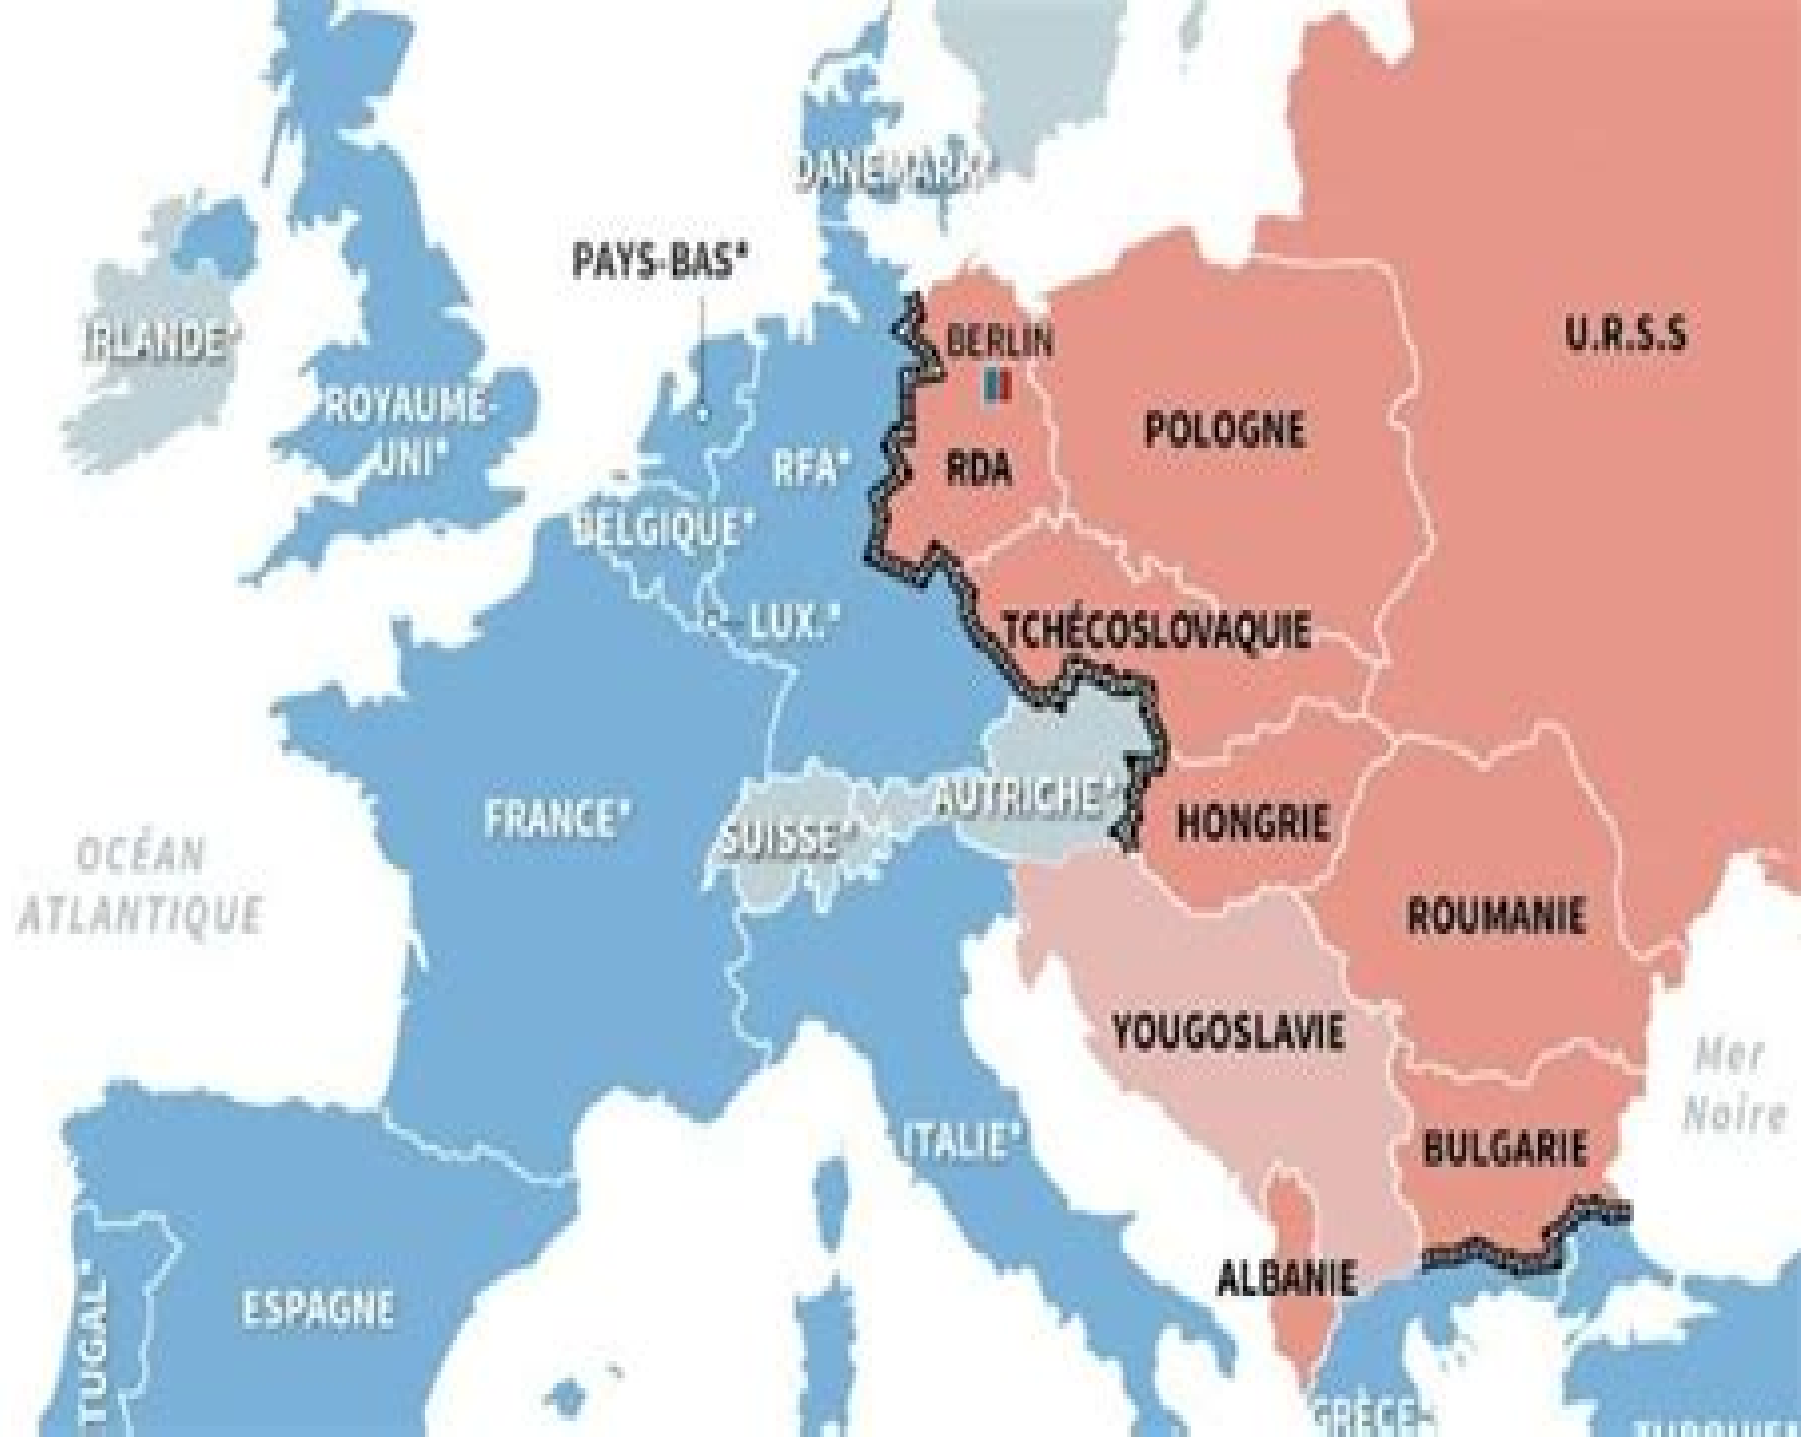 DANEMARK*
PAYS-BAS*
IRLANDE*
BERLIN
U.R.S.S
ROYAUME-
UNI*
POLOGNE
RFA*
RDA
BELGIQUE*
LUX.*
TCHÉCOSLOVAQUIE
AUTRICHE*
FRANCE*
SUISSE*
HONGRIE
OCÉAN
ATLANTIQUE
ROUMANIE
YOUGOSLAVIE
Mer
Noire
ITALIE*
BULGARIE
ALBANIE
ESPAGNE
TUGAL*
GRÈCE*